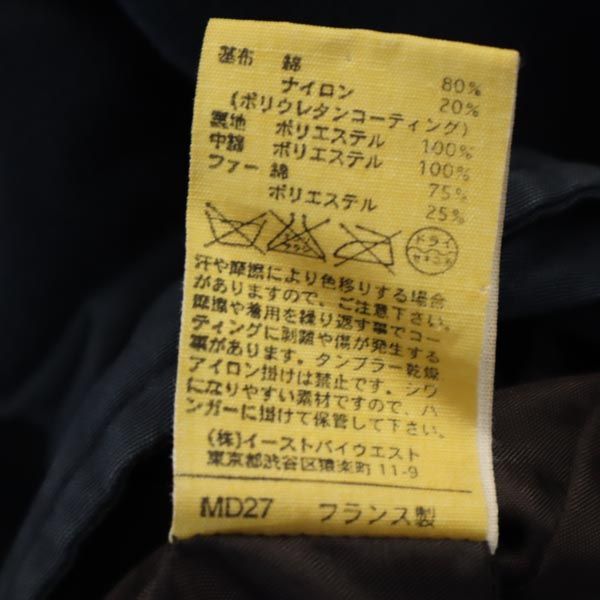 基布 綿 80%
ナイロン 20%
(ポリウレタンコーティング)
裏地 ポリエステル 100%
中綿 ポリエステル 100%
ファー 綿 75%
ポリエステル 25%
ドライ
汗や摩擦により色移りする場合
がありますので、ご注意下さい。
摩擦や着用を繰り返す事でコー
ティングに剥離や傷が発生する
事があります。タンブラー乾燥
アイロン掛けは禁止です。シワ
になりやすい素材ですので、ハ
ンガーに掛けて保管して下さい。
(株)イーストバイウエスト
東京都渋谷区猿楽町 11-9
MD27 フランス製